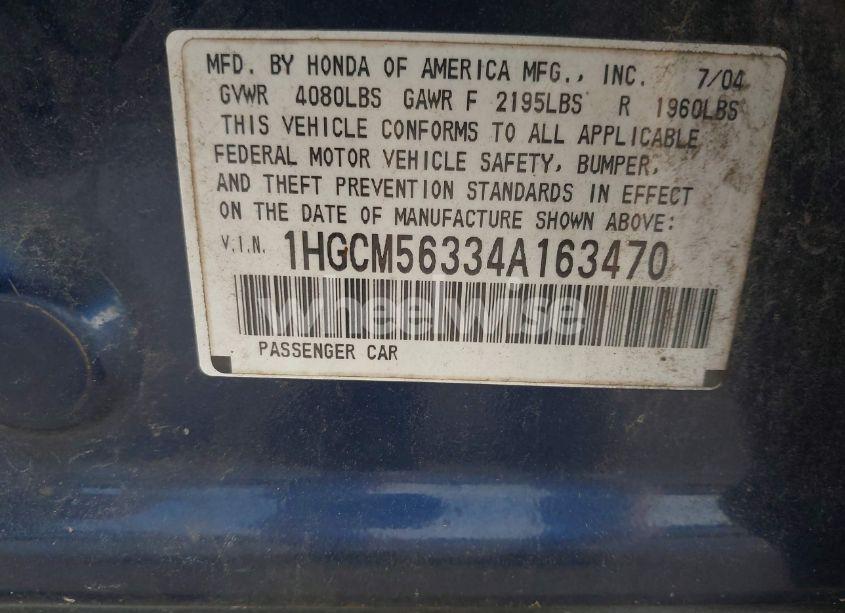 MFD. BY HONDA OF AMERICA MFG., INC. 7/04
GVWR 4080LBS GAWR F 2195LBS R 1960LBS
THIS VEHICLE CONFORMS TO ALL APPLICABLE
FEDERAL MOTOR VEHICLE SAFETY, BUMPER,
AND THEFT PREVENTION STANDARDS IN EFFECT
ON THE DATE OF MANUFACTURE SHOWN ABOVE:
V.I.N. 1HGCM56334A163470
wheelwise
PASSENGER CAR